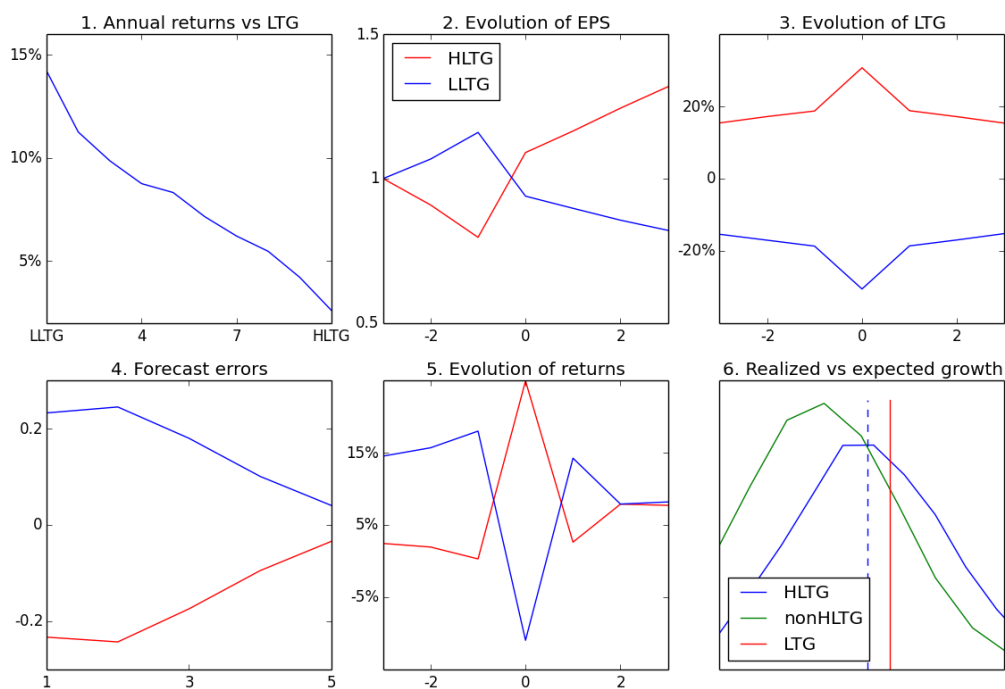 1. Annual returns vs LTG
15%
10%
5%
LLTG 4 7 HLTG
2. Evolution of EPS
HLTG
LLTG
1.5
1
0.5
-2 0 2
3. Evolution of LTG
20%
0
-20%
-2 0 2
4. Forecast errors
0.2
0
-0.2
1 3 5
5. Evolution of returns
15%
5%
-5%
-2 0 2
6. Realized vs expected growth
HLTG
nonHLTG
LTG